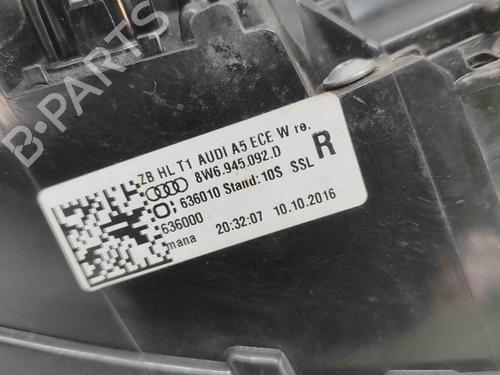 B-PARTS
ZB HL T1 AUDI A5 ECE W re.
8W6.945.092.D R
636010 Stand:10S SSL
636000
mana 20:32:07 10.10.2016